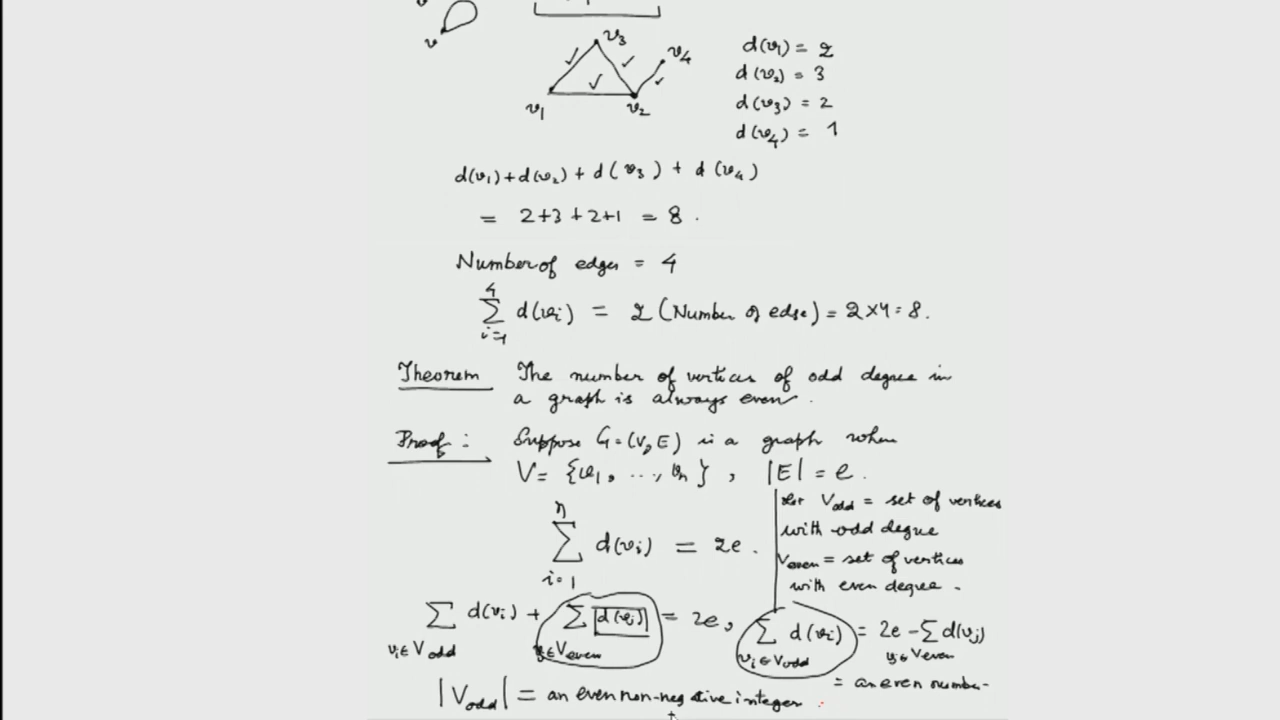 v
v3
v4
v1
v2
d(v1) = 2
d(v2) = 3
d(v3) = 2
d(v4) = 1
d(v1)+d(v2) + d(v3) + d(v4)
= 2+3+2+1 = 8.
Number of edges = 4
4
∑ d(vi) = 2 (Number of edge) = 2×4 = 8.
i=1
Theorem The number of vertices of odd degree in
a graph is always even.
Proof: Suppose G=(V,E) is a graph when
V= {v1, ..., vn}, |E| = e.
Vodd = set of vertices
with odd degree
n
∑ d(vi) = 2e.
i=1
Veven = set of vertices
with even degree.
∑ d(vi) + ∑ d(vj) = 2e, ∑ d(vi) = 2e - ∑ d(vj)
vi∈Vodd vj∈Veven vi∈Vodd vj∈Veven
= an even number.
|Vodd| = an even non-negative integer.